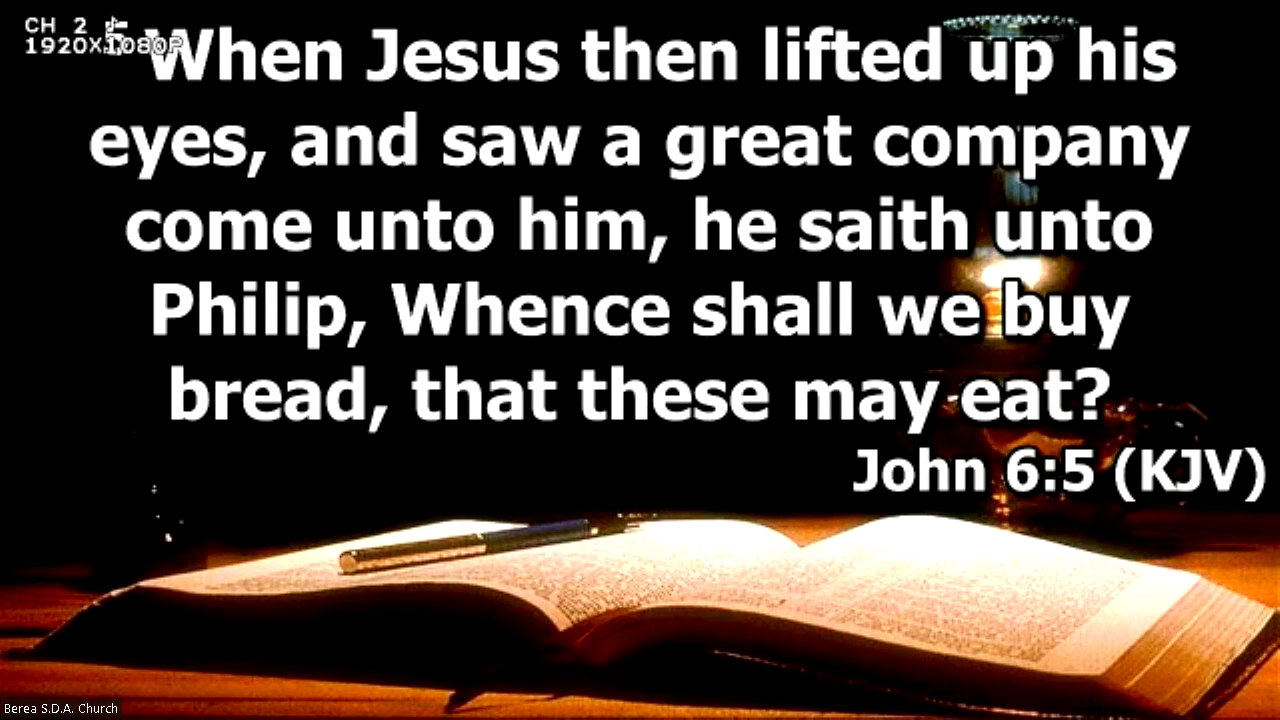 CH 2
1920X1080P
5 When Jesus then lifted up his
eyes, and saw a great company
come unto him, he saith unto
Philip, Whence shall we buy
bread, that these may eat?
John 6:5 (KJV)
Berea S.D.A. Church